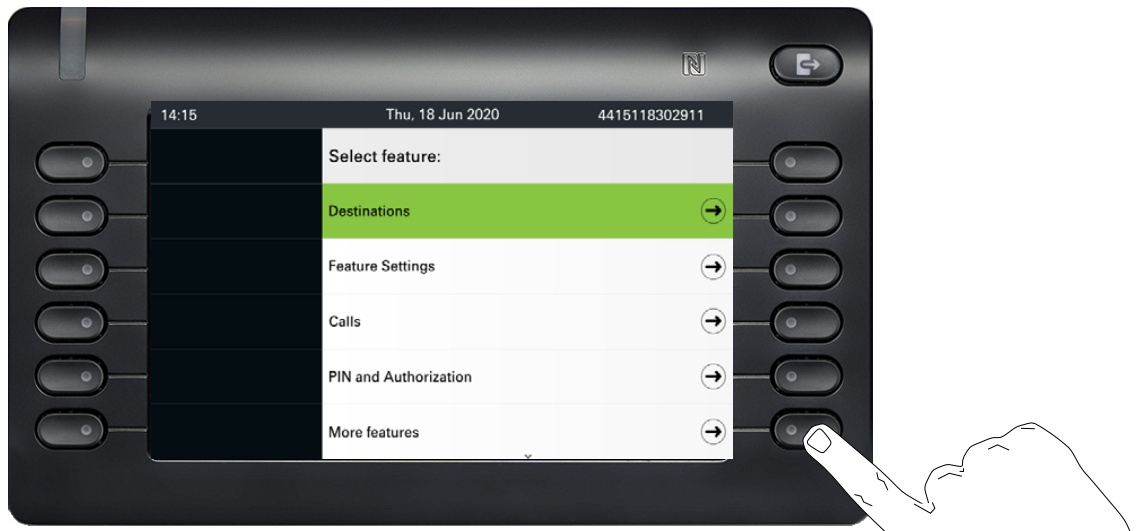 14:15 Thu, 18 Jun 2020 4415118302911
Select feature:
Destinations
Feature Settings
Calls
PIN and Authorization
More features